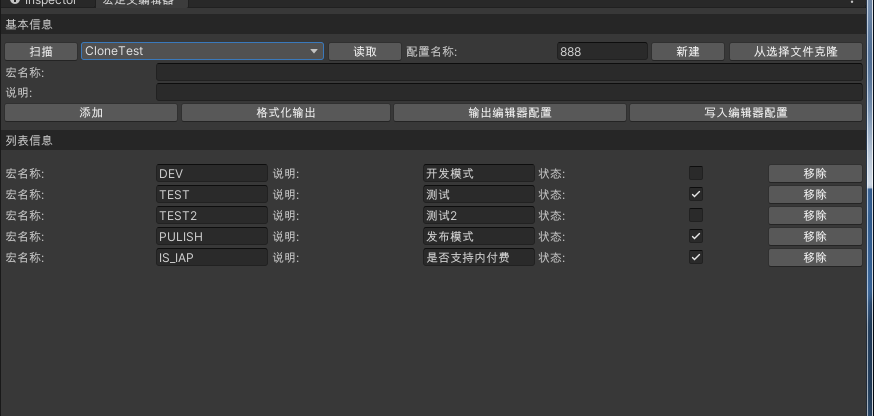 Inspector 宏定义编辑器
基本信息
扫描 CloneTest 读取 配置名称: 888 新建 从选择文件克隆
宏名称:
说明:
添加 格式化输出 输出编辑器配置 写入编辑器配置
列表信息
宏名称: DEV 说明: 开发模式 状态: 移除
宏名称: TEST 说明: 测试 状态: 移除
宏名称: TEST2 说明: 测试2 状态: 移除
宏名称: PULISH 说明: 发布模式 状态: 移除
宏名称: IS_IAP 说明: 是否支持内付费 状态: 移除